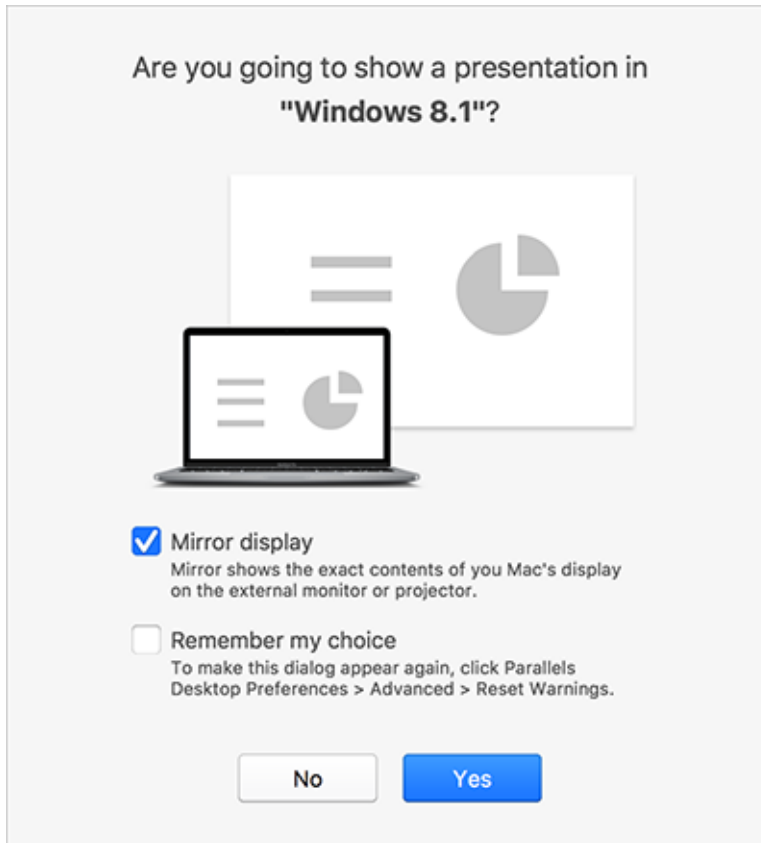 Are you going to show a presentation in
"Windows 8.1"?
Mirror display
Mirror shows the exact contents of you Mac's display
on the external monitor or projector.
Remember my choice
To make this dialog appear again, click Parallels
Desktop Preferences > Advanced > Reset Warnings.
No
Yes